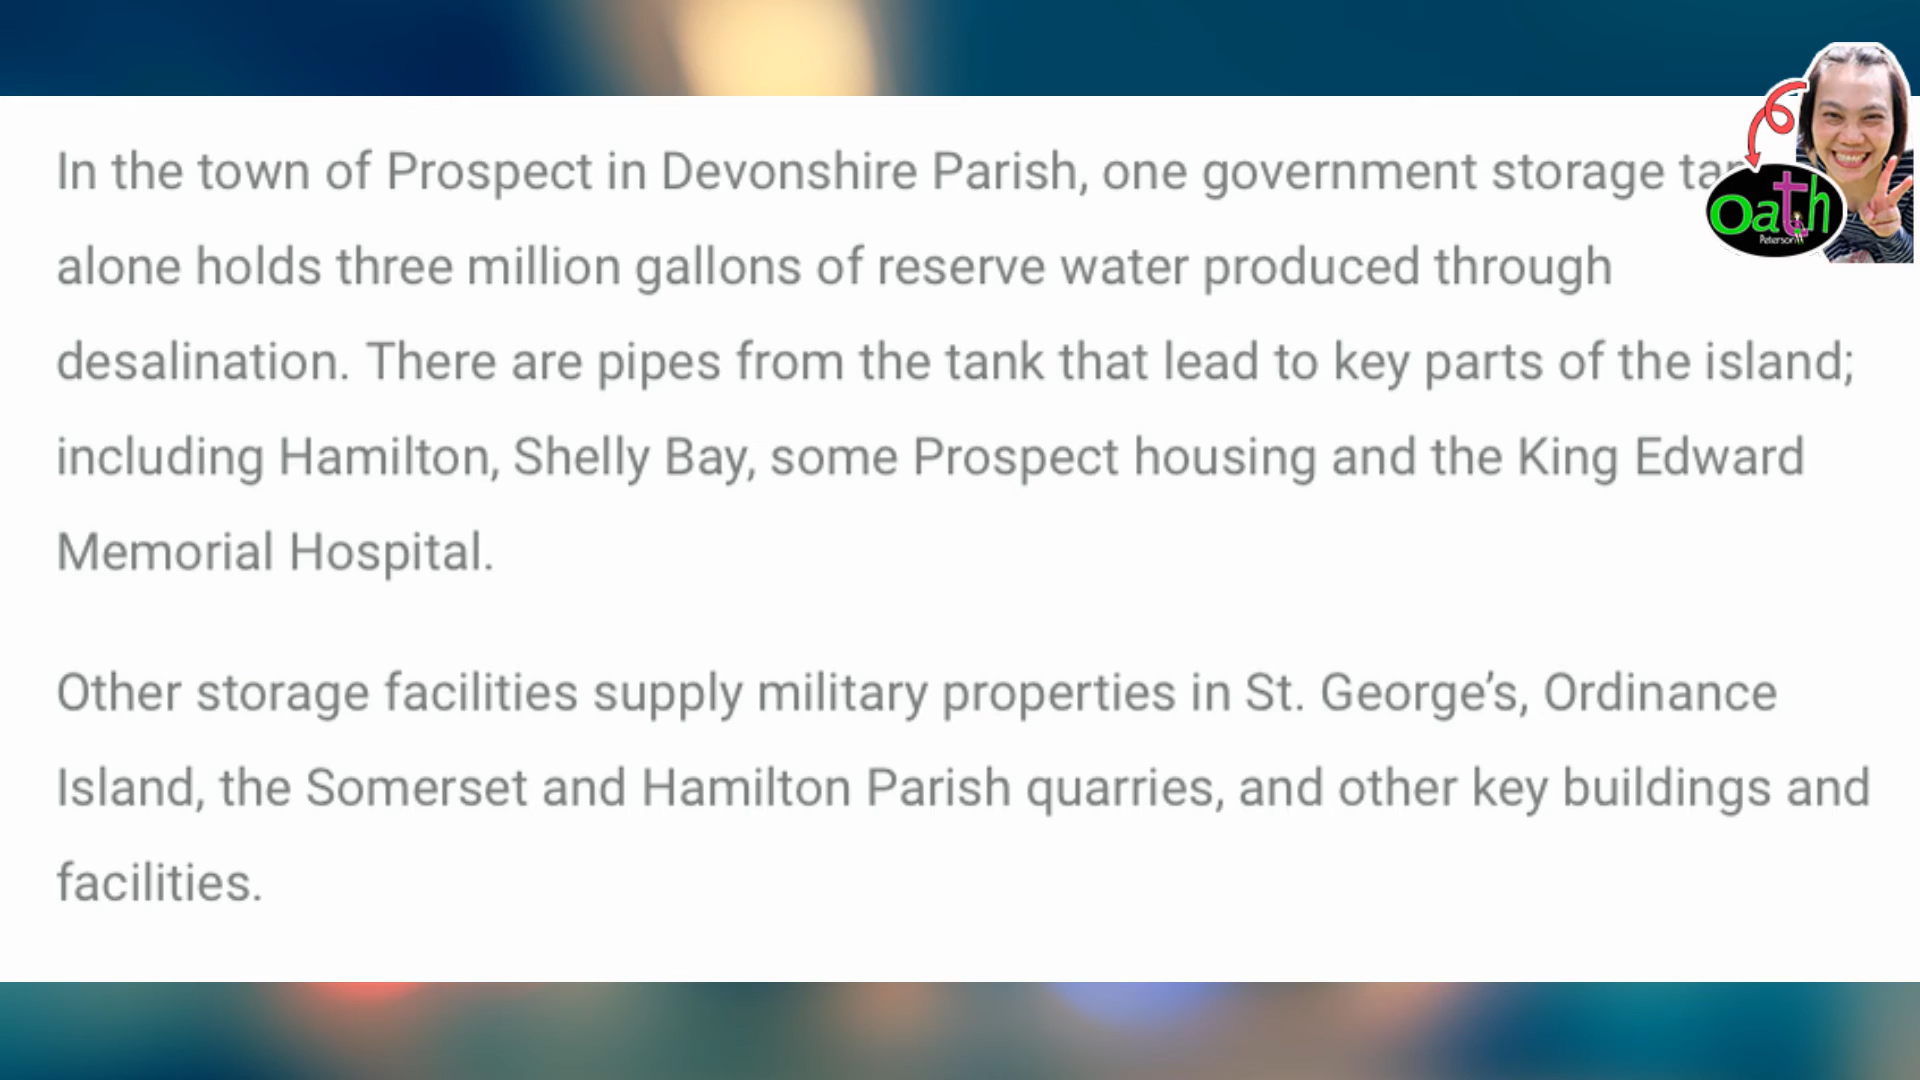 In the town of Prospect in Devonshire Parish, one government storage
alone holds three million gallons of reserve water produced through
desalination. There are pipes from the tank that lead to key parts of the island;
including Hamilton, Shelly Bay, some Prospect housing and the King Edward
Memorial Hospital.
Other storage facilities supply military properties in St. George’s, Ordinance
Island, the Somerset and Hamilton Parish quarries, and other key buildings and
facilities.
Oath
Peterson